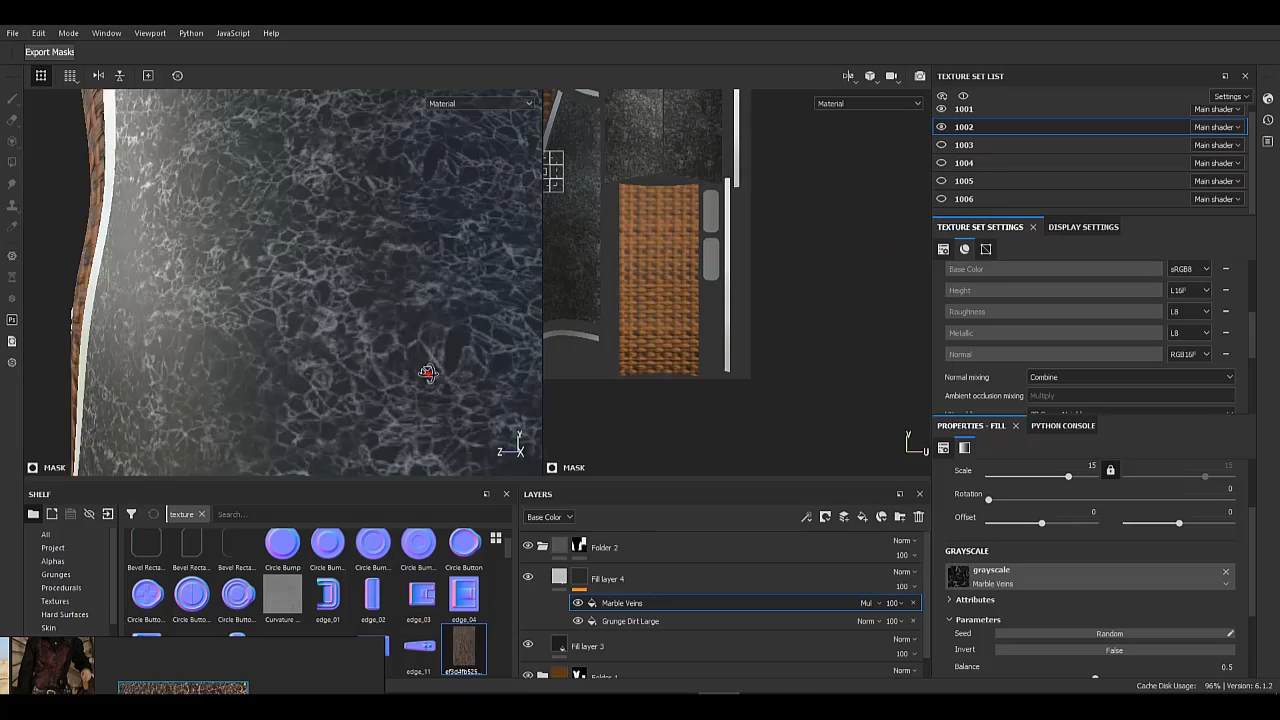 File Edit Mode Window Viewport Python JavaScript Help
Export Masks
Material
Material
TEXTURE SET LIST
Settings
1001 Main shader
1002 Main shader
1003 Main shader
1004 Main shader
1005 Main shader
1006 Main shader
TEXTURE SET SETTINGS DISPLAY SETTINGS
Base Color sRGB8
Height L16F
Roughness L8
Metallic L8
Normal RGB16F
Normal mixing Combine
Ambient occlusion mixing Multiply
PROPERTIES - FILL PYTHON CONSOLE
Scale 15 15
Rotation 0
Offset 0 0
GRAYSCALE
grayscale
Marble Veins
Attributes
Parameters
Seed Random
Invert False
Balance 0.5
Y
Z X
Y
U
MASK
MASK
SHELF
texture Search...
All
Project
Alphas
Grunges
Procedurals
Textures
Hard Surfaces
Skin
Bevel Recta... Bevel Recta... Bevel Recta... Circle Bump Circle Bum... Circle Bum... Circle Bum... Circle Button
Circle Butto... Circle Butto... Circle Butto... Curvature ... edge_01 edge_02 edge_03 edge_04
edge_11
LAYERS
Base Color
Folder 2 Norm 100
Fill layer 4 Norm 100
Marble Veins Mul 100
Grunge Dirt Large Norm 100
Fill layer 3 Norm 100
Folder 1 Norm
Cache Disk Usage: 96% | Version: 6.1.2